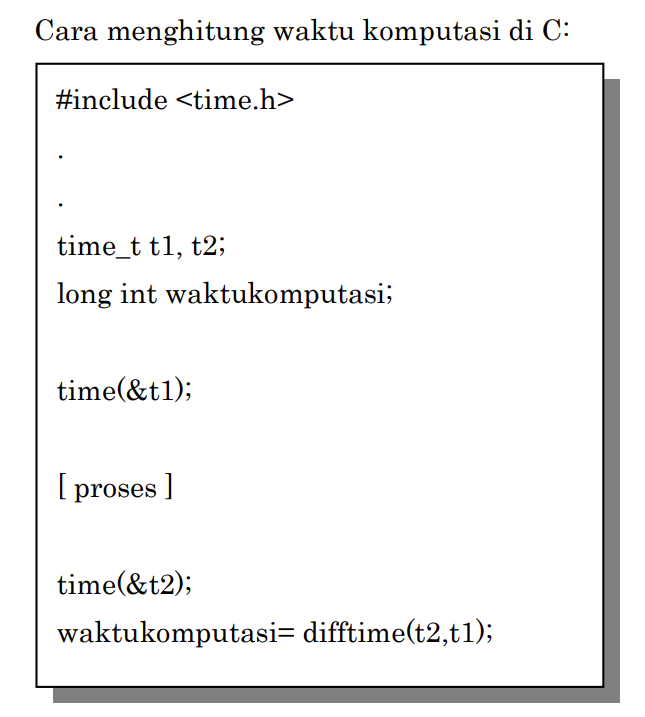 Cara menghitung waktu komputasi di C:
#include <time.h>
.
.
time_t t1, t2;
long int waktukomputasi;
time(&t1);
[ proses ]
time(&t2);
waktukomputasi= difftime(t2,t1);